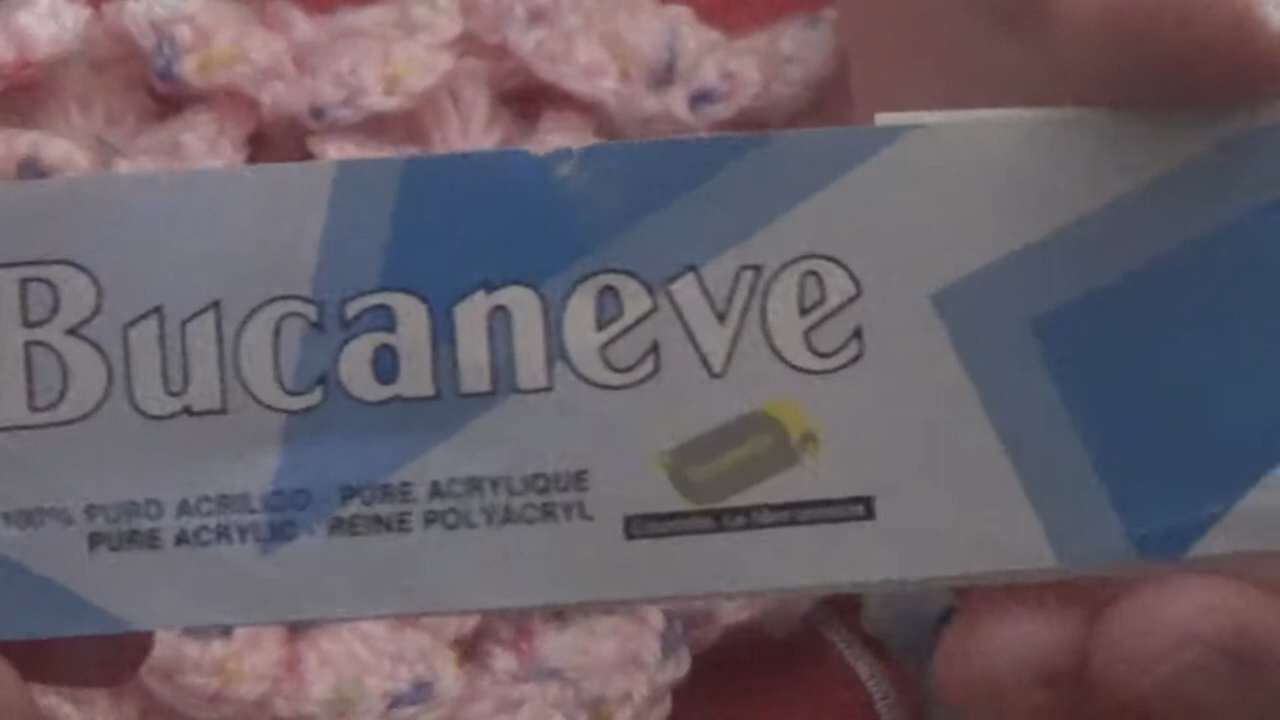 Bucaneve
100% PURO ACRILICO · PURE ACRYLIQUE
PURE ACRYLIC · REINE POLYACRYL